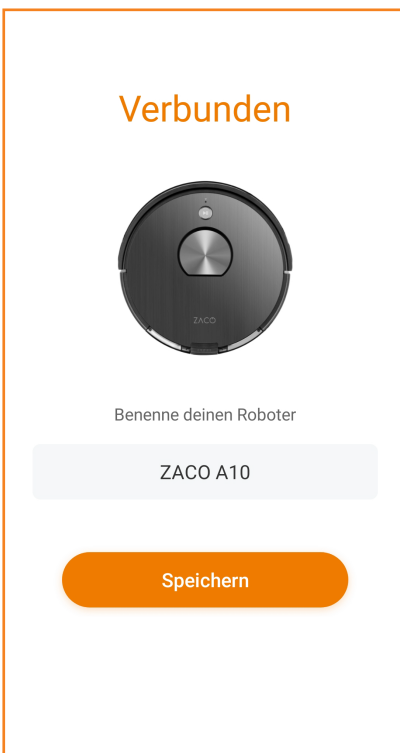 Verbunden
ZACO
Benenne deinen Roboter
ZACO A10
Speichern